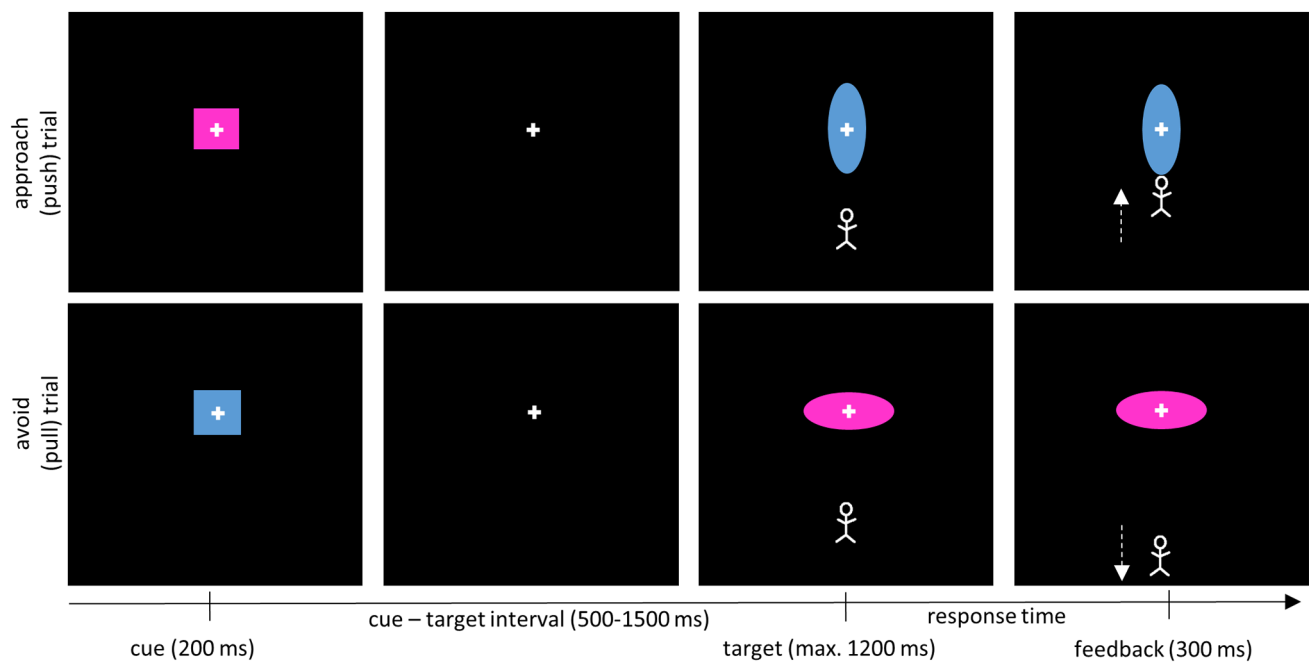 approach
(push) trial
avoid
(pull) trial
cue – target interval (500-1500 ms)
response time
cue (200 ms)
target (max. 1200 ms)
feedback (300 ms)